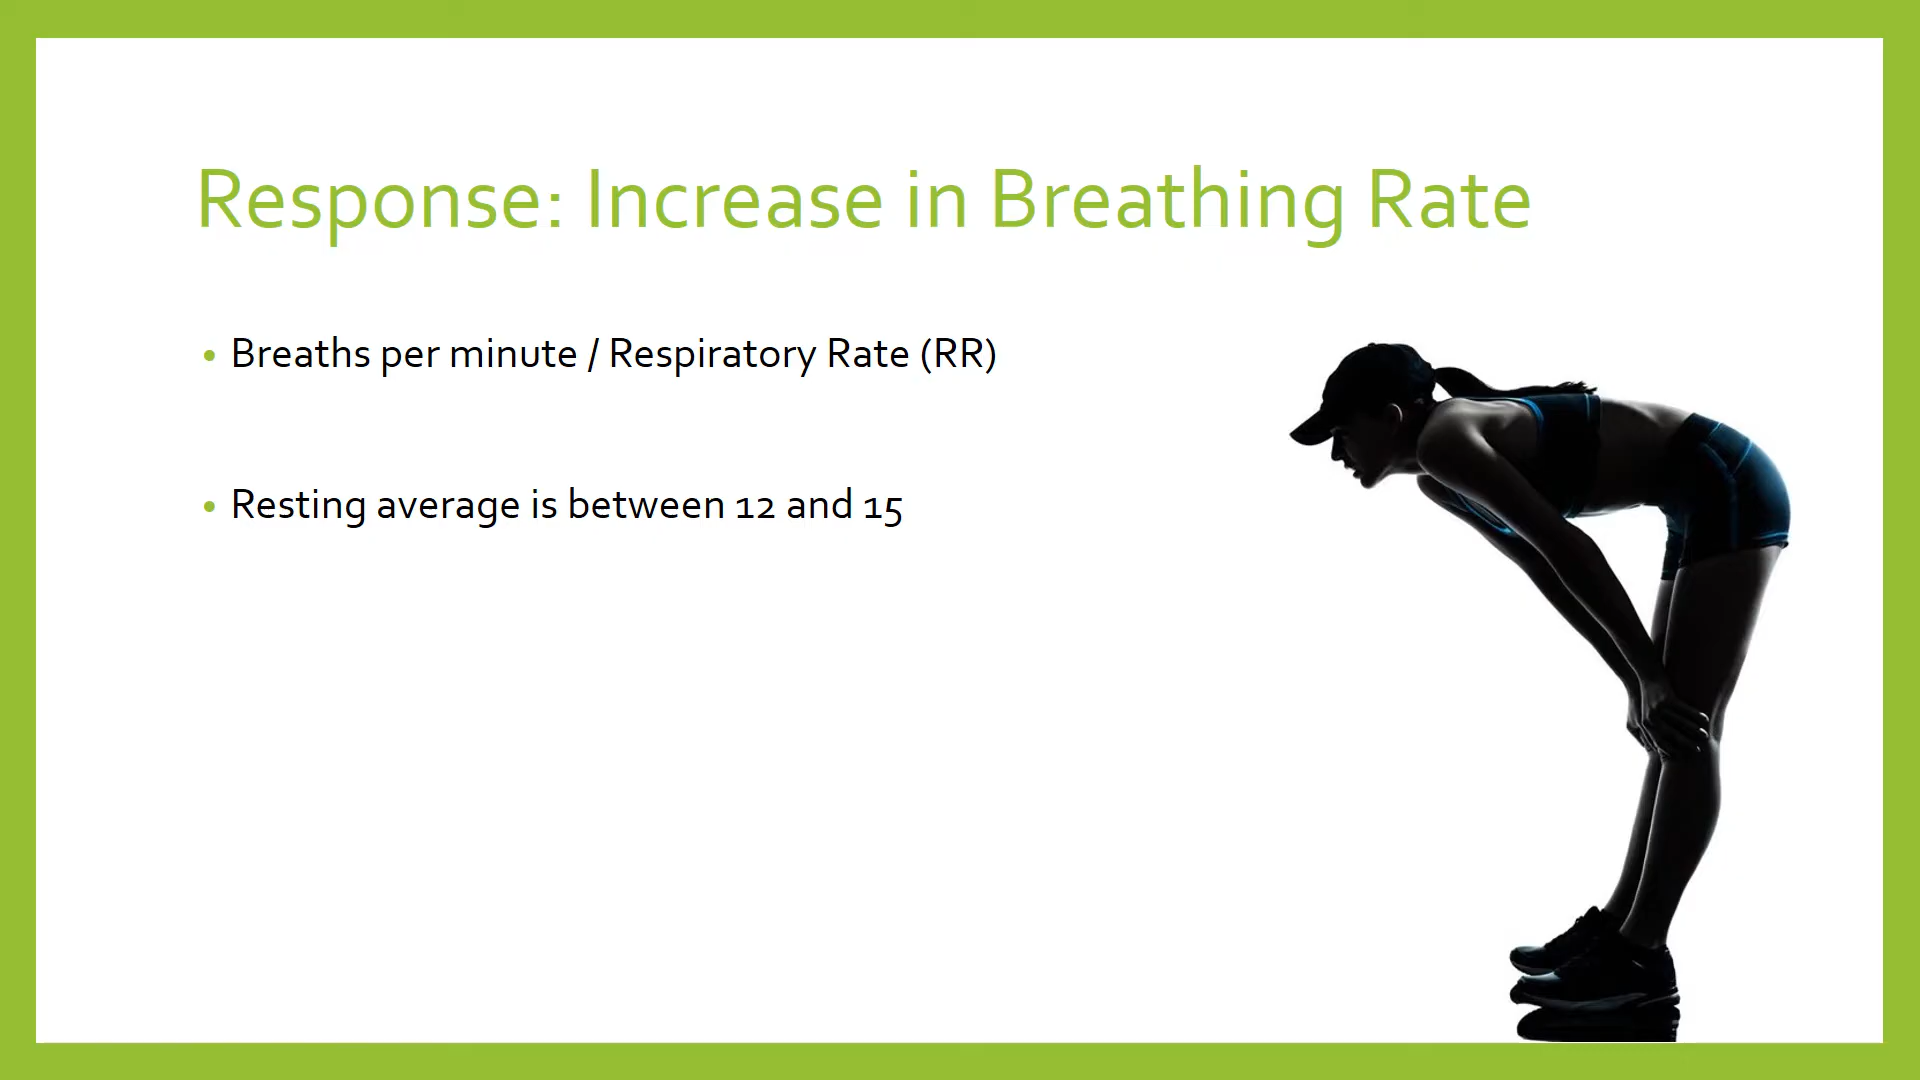 Response: Increase in Breathing Rate
• Breaths per minute / Respiratory Rate (RR)
• Resting average is between 12 and 15